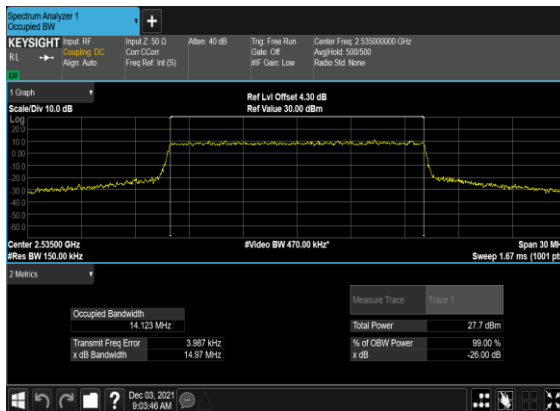 Spectrum Analyzer 1
Occupied BW
KEYSIGHT
RL
LXI
Input: RF
Coupling: DC
Align: Auto
Input Z: 50 Ω
Corr CCorr
Freq Ref: Int (S)
Atten: 40 dB
Trig: Free Run
Gate: Off
#IF Gain: Low
Center Freq: 2.535000000 GHz
Avg|Hold: 500/500
Radio Std: None
1 Graph
Scale/Div 10.0 dB
Ref Lvl Offset 4.30 dB
Ref Value 30.00 dBm
Log
20.0
10.0
0.00
-10.0
-20.0
-30.0
-40.0
-50.0
-60.0
Center 2.53500 GHz
#Video BW 470.00 kHz*
Span 30 MH
#Res BW 150.00 kHz
Sweep 1.67 ms (1001 pts
2 Metrics
Measure Trace
Trace 1
Occupied Bandwidth
14.123 MHz
Total Power
27.7 dBm
Transmit Freq Error
3.987 kHz
% of OBW Power
99.00 %
x dB Bandwidth
14.97 MHz
x dB
-26.00 dB
?
Dec 03, 2021
9:03:46 AM